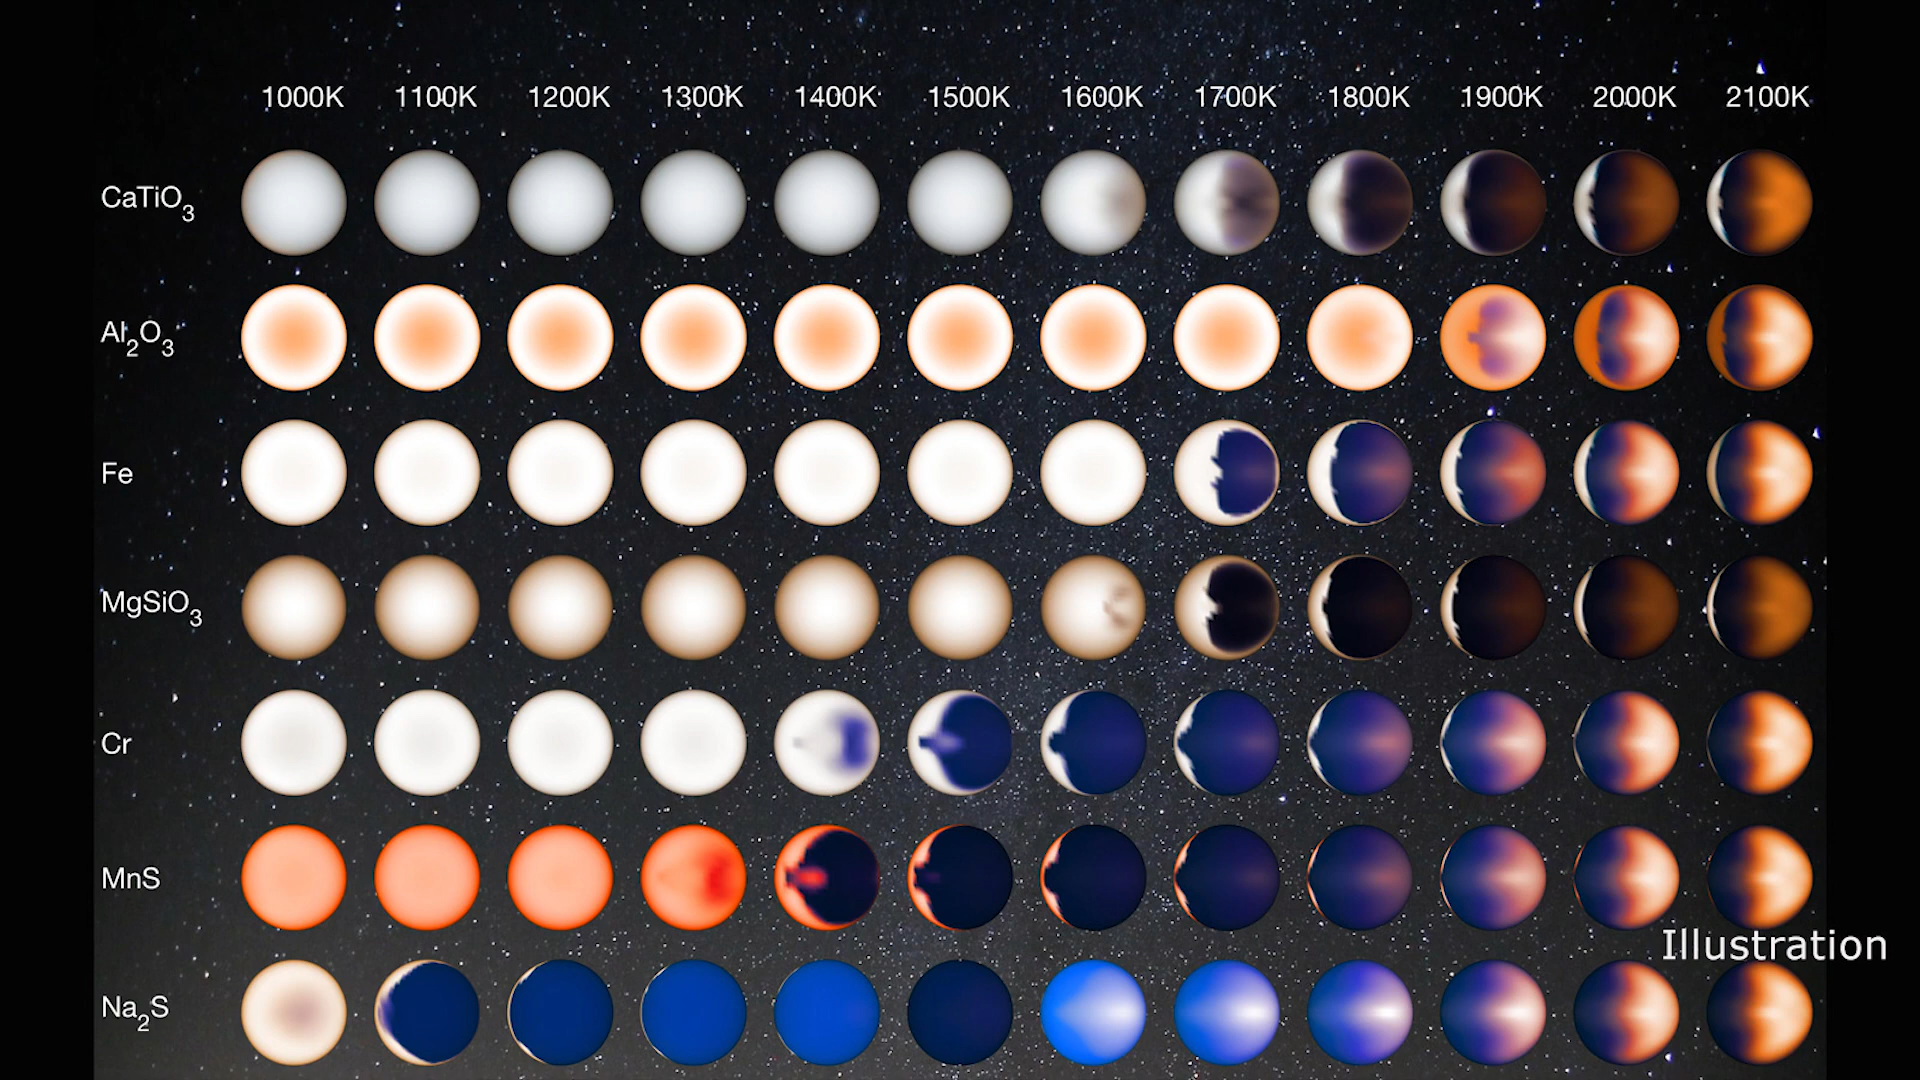 1000K 1100K 1200K 1300K 1400K 1500K 1600K 1700K 1800K 1900K 2000K 2100K
CaTiO₃
Al₂O₃
Fe
MgSiO₃
Cr
MnS
Illustration
Na₂S